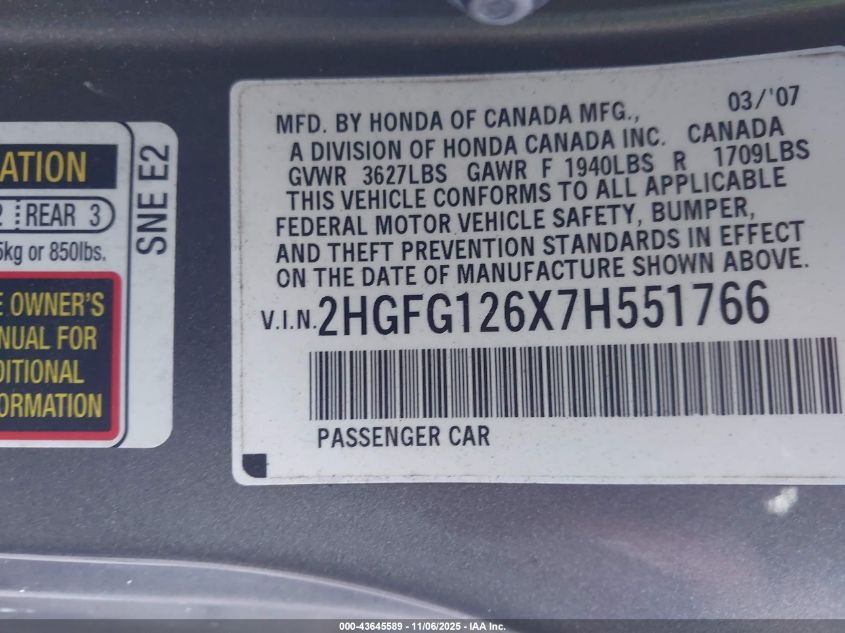 ATION
REAR 3
kg or 850lbs.
OWNER'S
NUAL FOR
DITIONAL
ORMATION
SNE E2
03/'07
MFD. BY HONDA OF CANADA MFG.,
A DIVISION OF HONDA CANADA INC. CANADA
GVWR 3627LBS GAWR F 1940LBS R 1709LBS
THIS VEHICLE CONFORMS TO ALL APPLICABLE
FEDERAL MOTOR VEHICLE SAFETY, BUMPER,
AND THEFT PREVENTION STANDARDS IN EFFECT
ON THE DATE OF MANUFACTURE SHOWN ABOVE.
V.I.N. 2HGFG126X7H551766
PASSENGER CAR
000-43645589 - 11/06/2025 - IAA Inc.